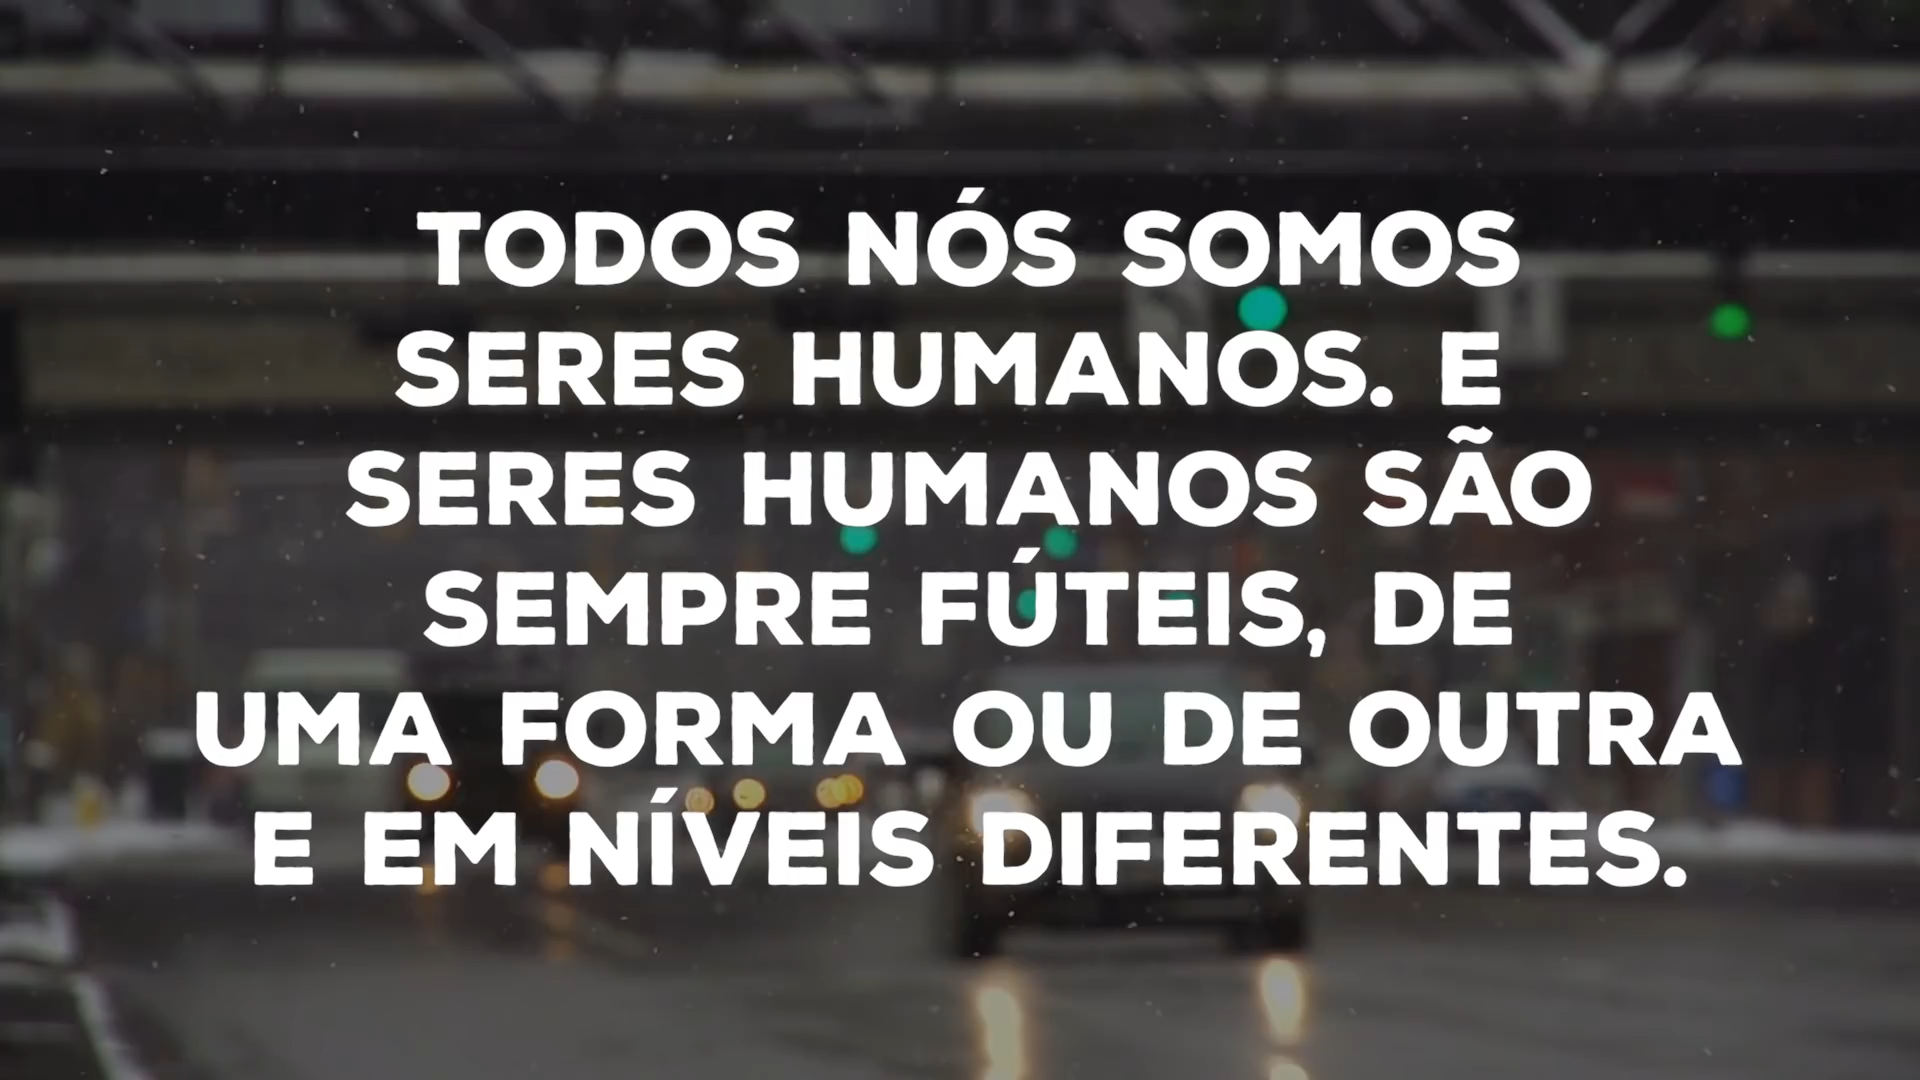 TODOS NÓS SOMOS
SERES HUMANOS. E
SERES HUMANOS SÃO
SEMPRE FÚTEIS, DE
UMA FORMA OU DE OUTRA
E EM NÍVEIS DIFERENTES.